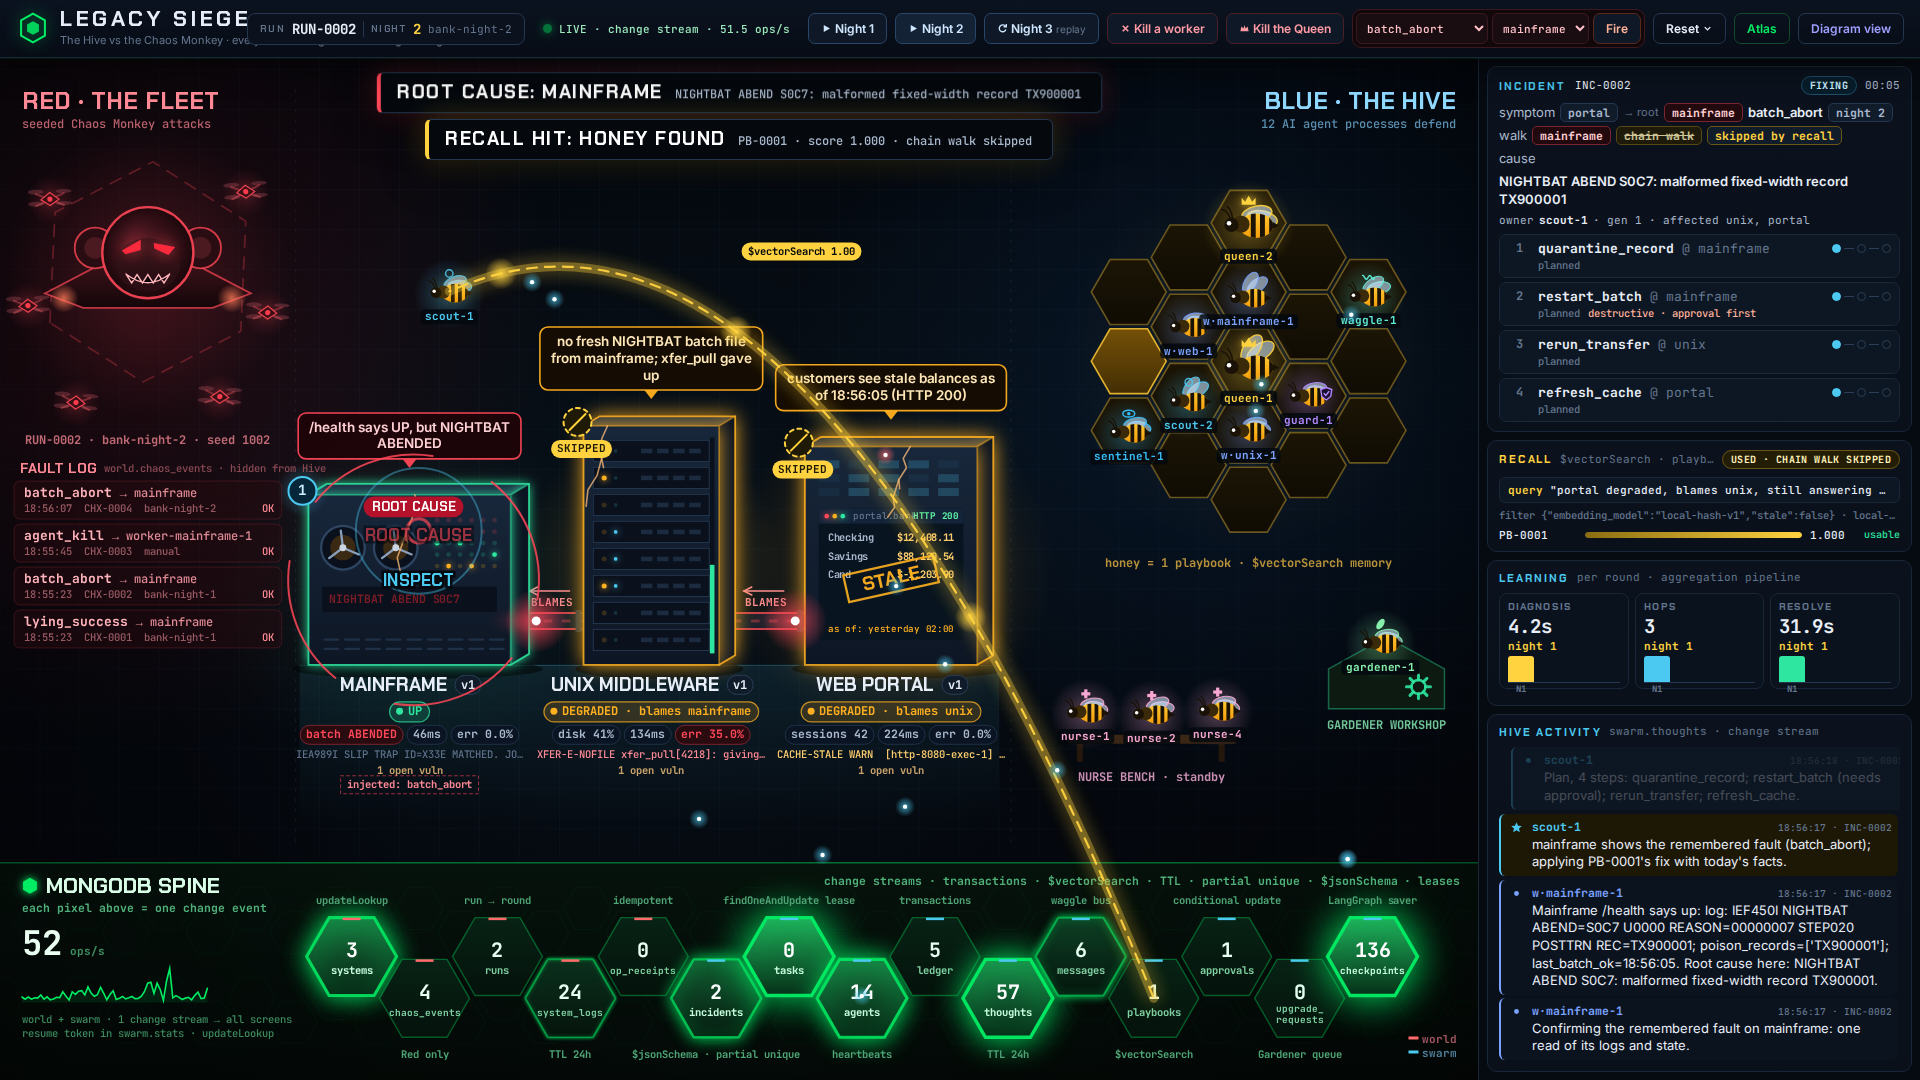 LEGACY SIEGE
The Hive vs the Chaos Monkey
RUN RUN-0002 NIGHT 2 bank-night-2
LIVE · change stream · 51.5 ops/s
Night 1
Night 2
Night 3 replay
Kill a worker
Kill the Queen
batch_abort
mainframe
Fire
Reset
Atlas
Diagram view
RED · THE FLEET
seeded Chaos Monkey attacks
ROOT CAUSE: MAINFRAME NIGHTBAT ABEND S0C7: malformed fixed-width record TX900001
RECALL HIT: HONEY FOUND PB-0001 · score 1.000 · chain walk skipped
BLUE · THE HIVE
12 AI agent processes defend
$vectorSearch 1.00
scout-1
no fresh NIGHTBAT batch file
from mainframe; xfer_pull gave
up
customers see stale balances as
of 18:56:05 (HTTP 200)
/health says UP, but NIGHTBAT
ABENDED
SKIPPED
SKIPPED
queen-2
w·mainframe-1
waggle-1
w·web-1
queen-1
scout-2
guard-1
sentinel-1
w·unix-1
honey = 1 playbook · $vectorSearch memory
RUN-0002 · bank-night-2 · seed 1002
FAULT LOG world.chaos_events · hidden from Hive
batch_abort → mainframe
18:56:07 CHX-0004 bank-night-2 OK
agent_kill → worker-mainframe-1
18:55:45 CHX-0003 manual OK
batch_abort → mainframe
18:55:23 CHX-0002 bank-night-1 OK
lying_success → mainframe
18:55:23 CHX-0001 bank-night-1 OK
1
ROOT CAUSE
ROOT CAUSE
INSPECT
NIGHTBAT ABEND S0C7
BLAMES
BLAMES
HTTP 200
Checking $12,408.11
Savings
Card
STALE
as of: yesterday 02:00
MAINFRAME v1
UP
batch ABENDED 46ms err 0.0%
IEA989I SLIP TRAP ID=X33E MATCHED. JO…
1 open vuln
injected: batch_abort
UNIX MIDDLEWARE v1
DEGRADED · blames mainframe
disk 41% 134ms err 35.0%
XFER-E-NOFILE xfer_pull[4218]: giving…
1 open vuln
WEB PORTAL v1
DEGRADED · blames unix
sessions 42 224ms err 0.0%
CACHE-STALE WARN [http-8080-exec-1] …
1 open vuln
nurse-1
nurse-2
nurse-4
NURSE BENCH · standby
gardener-1
GARDENER WORKSHOP
MONGODB SPINE
each pixel above = one change event
52 ops/s
world + swarm · 1 change stream → all screens
resume token in swarm.stats · updateLookup
change streams · transactions · $vectorSearch · TTL · partial unique · $jsonSchema · leases
updateLookup
run → round
idempotent
findOneAndUpdate lease
transactions
waggle bus
conditional update
LangGraph saver
3 systems
2 runs
0 op_receipts
0 tasks
5 ledger
6 messages
1 approvals
136 checkpoints
4 chaos_events
24 system_logs
2 incidents
14 agents
57 thoughts
1 playbooks
0 upgrade_
requests
Red only
TTL 24h
$jsonSchema · partial unique
heartbeats
TTL 24h
$vectorSearch
Gardener queue
world
swarm
INCIDENT INC-0002 FIXING 00:05
symptom portal → root mainframe batch_abort night 2
walk mainframe chain walk skipped by recall
cause
NIGHTBAT ABEND S0C7: malformed fixed-width record
TX900001
owner scout-1 · gen 1 · affected unix, portal
1 quarantine_record @ mainframe
planned
2 restart_batch @ mainframe
planned destructive · approval first
3 rerun_transfer @ unix
planned
4 refresh_cache @ portal
planned
RECALL $vectorSearch · playb… USED · CHAIN WALK SKIPPED
query "portal degraded, blames unix, still answering …
filter {"embedding_model":"local-hash-v1","stale":false} · local-…
PB-0001 1.000 usable
LEARNING per round · aggregation pipeline
DIAGNOSIS
4.2s
night 1
N1
HOPS
3
night 1
N1
RESOLVE
31.9s
night 1
N1
HIVE ACTIVITY swarm.thoughts · change stream
scout-1 18:56:18 · INC-000
Plan, 4 steps: quarantine_record; restart_batch (needs
approval); rerun_transfer; refresh_cache.
scout-1 18:56:17 · INC-0002
mainframe shows the remembered fault (batch_abort);
applying PB-0001's fix with today's facts.
w·mainframe-1 18:56:17 · INC-0002
Mainframe /health says up: log: IEF450I NIGHTBAT
ABEND=S0C7 U0000 REASON=00000007 STEP020
POSTTRN REC=TX900001; poison_records=['TX900001'];
last_batch_ok=18:56:05. Root cause here: NIGHTBAT
ABEND S0C7: malformed fixed-width record TX900001.
w·mainframe-1 18:56:17 · INC-0002
Confirming the remembered fault on mainframe: one
read of its logs and state.